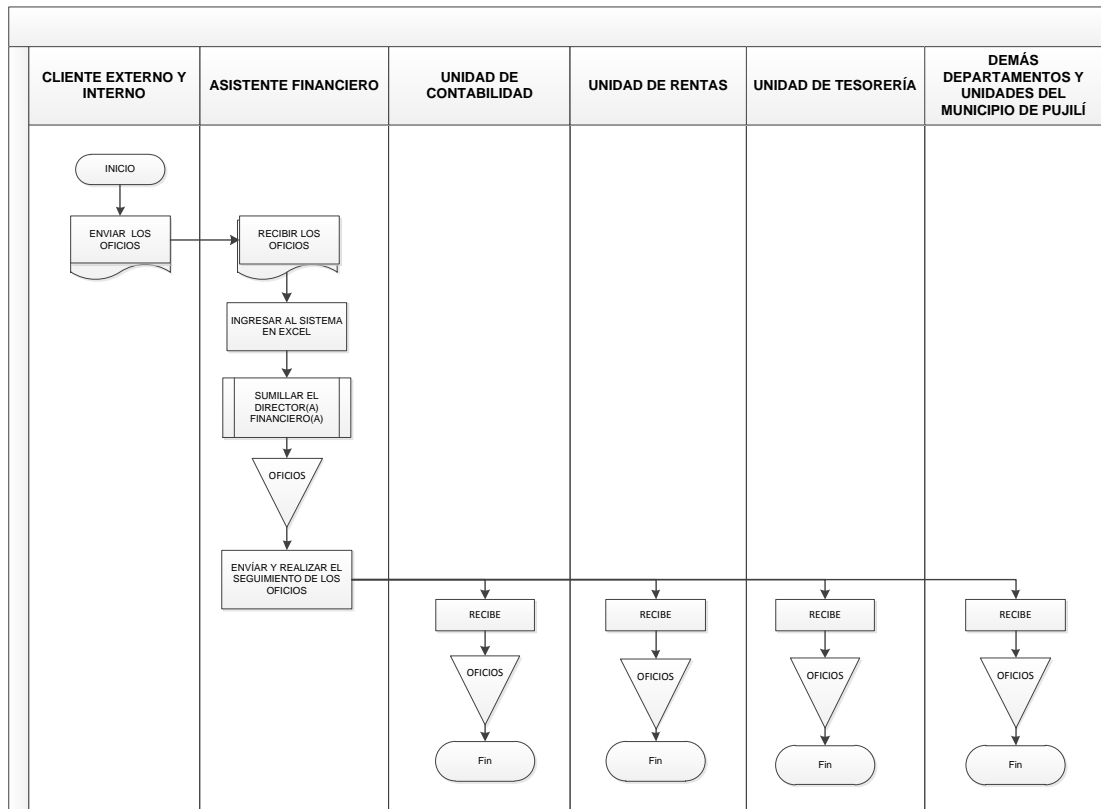 CLIENTE EXTERNO Y
INTERNO
ASISTENTE FINANCIERO
UNIDAD DE
CONTABILIDAD
UNIDAD DE RENTAS
UNIDAD DE TESORERÍA
DEMÁS
DEPARTAMENTOS Y
UNIDADES DEL
MUNICIPIO DE PUJILÍ
INICIO
ENVIAR LOS
OFICIOS
RECIBIR LOS
OFICIOS
INGRESAR AL SISTEMA
EN EXCEL
SUMILLAR EL
DIRECTOR(A)
FINANCIERO(A)
OFICIOS
ENVÍAR Y REALIZAR EL
SEGUIMIENTO DE LOS
OFICIOS
RECIBE
RECIBE
RECIBE
RECIBE
OFICIOS
OFICIOS
OFICIOS
OFICIOS
Fin
Fin
Fin
Fin